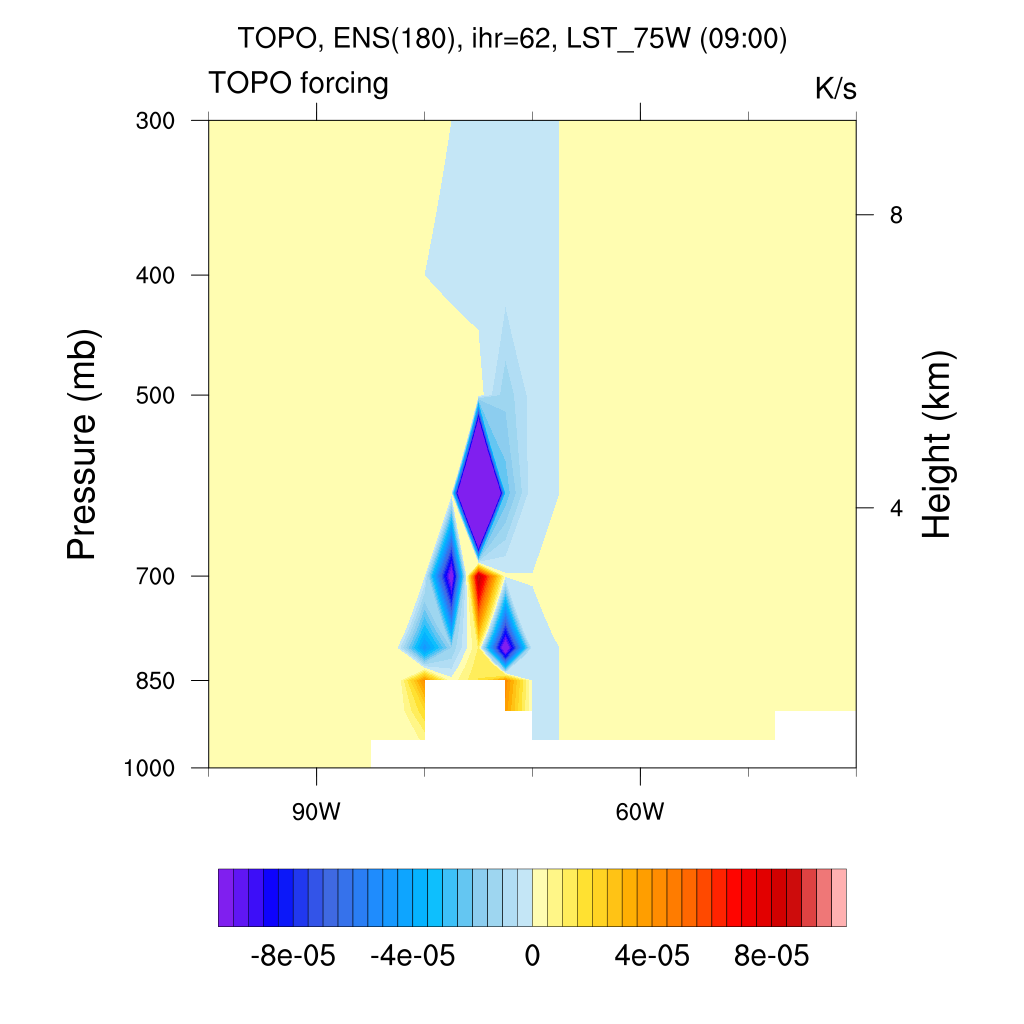 TOPO, ENS(180), ihr=62, LST_75W (09:00)
TOPO forcing
K/s
300
400
500
700
850
1000
Pressure (mb)
8
4
Height (km)
90W
60W
-8e-05
-4e-05
0
4e-05
8e-05